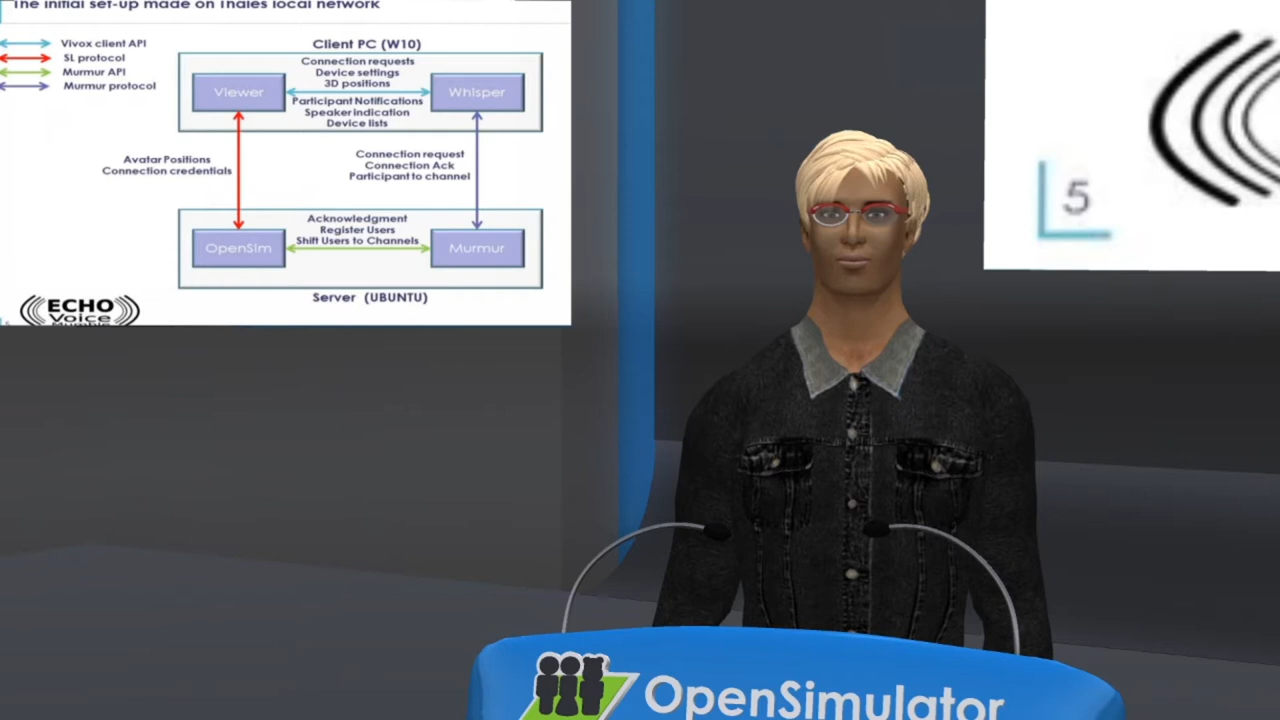 The initial set-up made on Thales local network
Vivox client API
SL protocol
Murmur API
Murmur protocol
Client PC (W10)
Connection requests
Device settings
3D positions
Viewer
Whisper
Participant Notifications
Speaker indication
Device lists
Avatar Positions
Connection credentials
Connection request
Connection Ack
Participant to channel
Acknowledgment
Register Users
Shift Users to Channels
OpenSim
Murmur
Server (UBUNTU)
ECHO
Voice
Mumble
5
OpenSimulator